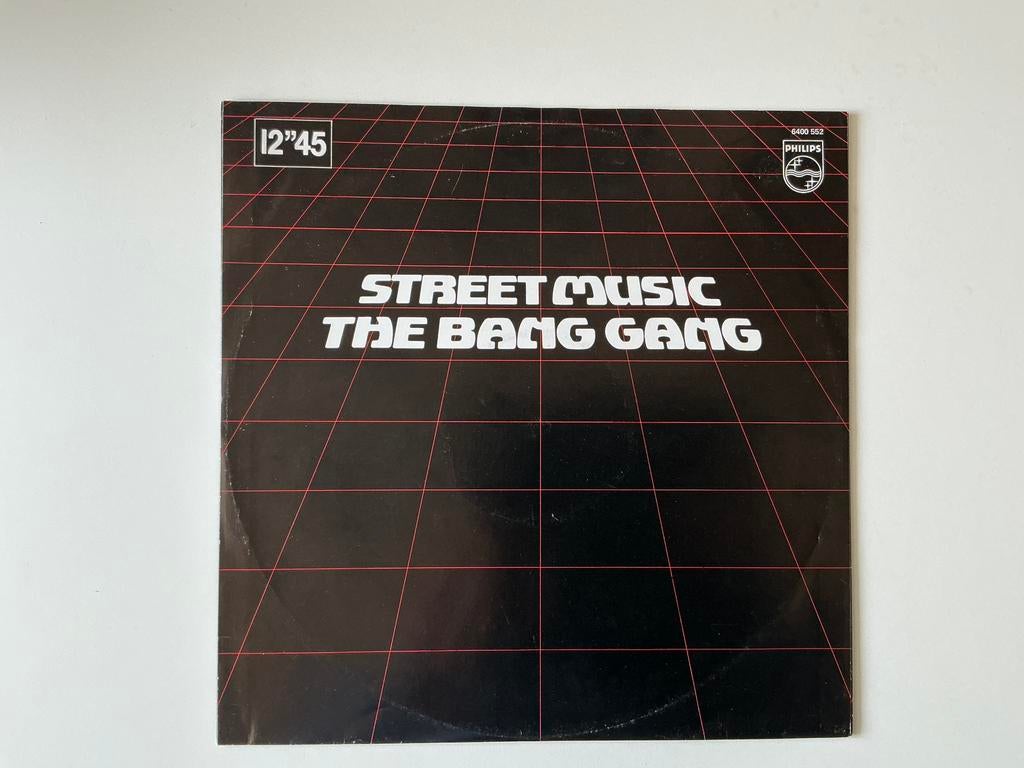 12”45
6400 552
PHILIPS
STREET MUSIC
THE BANG GANG